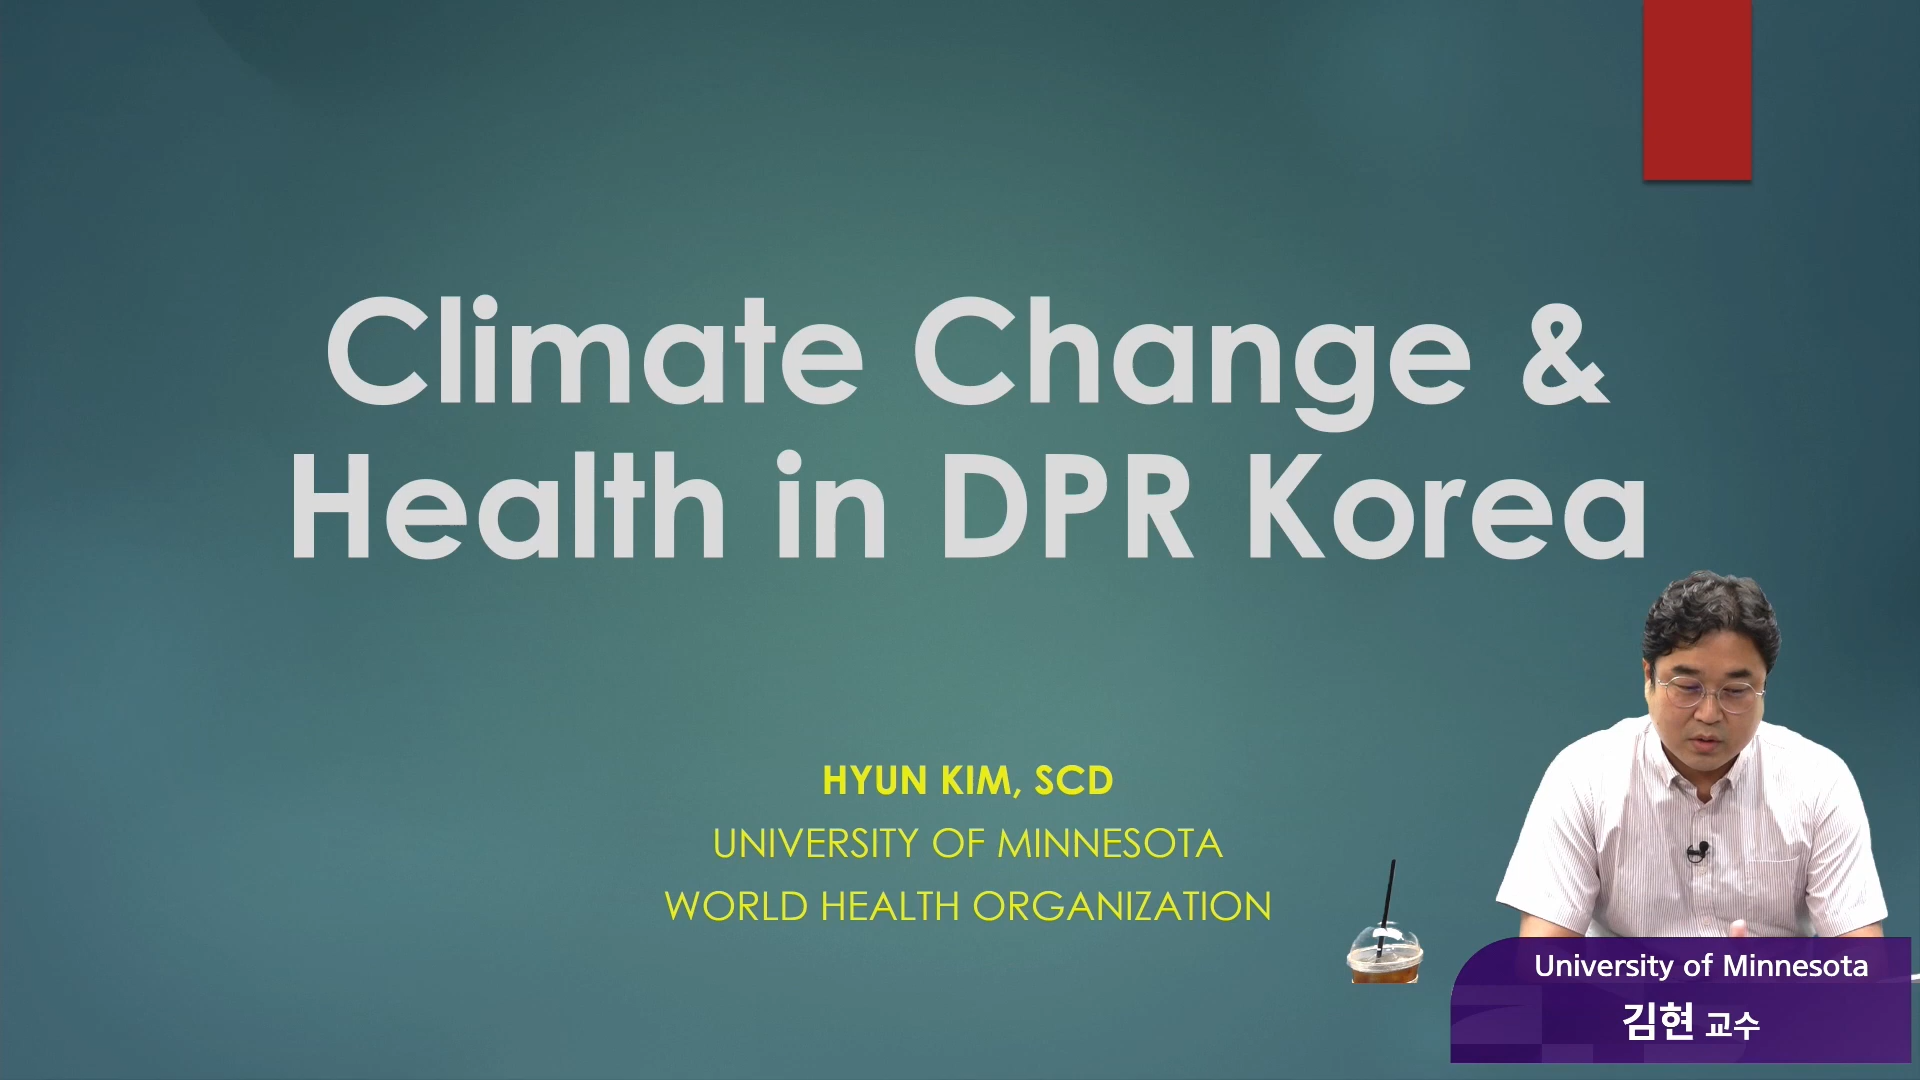 Climate Change &
Health in DPR Korea
HYUN KIM, SCD
UNIVERSITY OF MINNESOTA
WORLD HEALTH ORGANIZATION
University of Minnesota
김현 교수